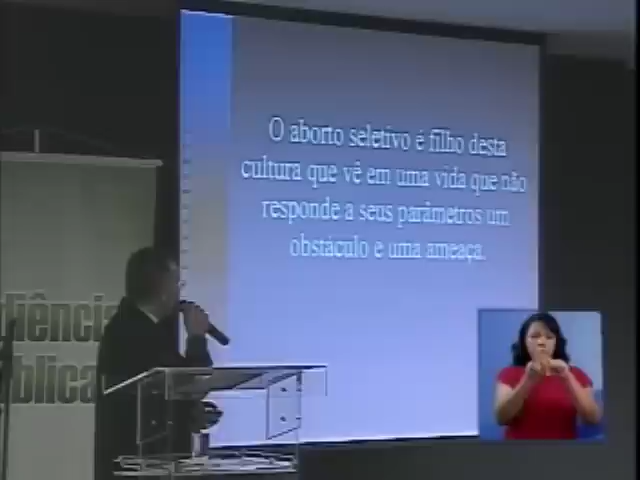 O aborto seletivo é filho desta
cultura que vê em uma vida que não
responde a seus parâmetros um
obstáculo e uma ameaça.
diência
ública